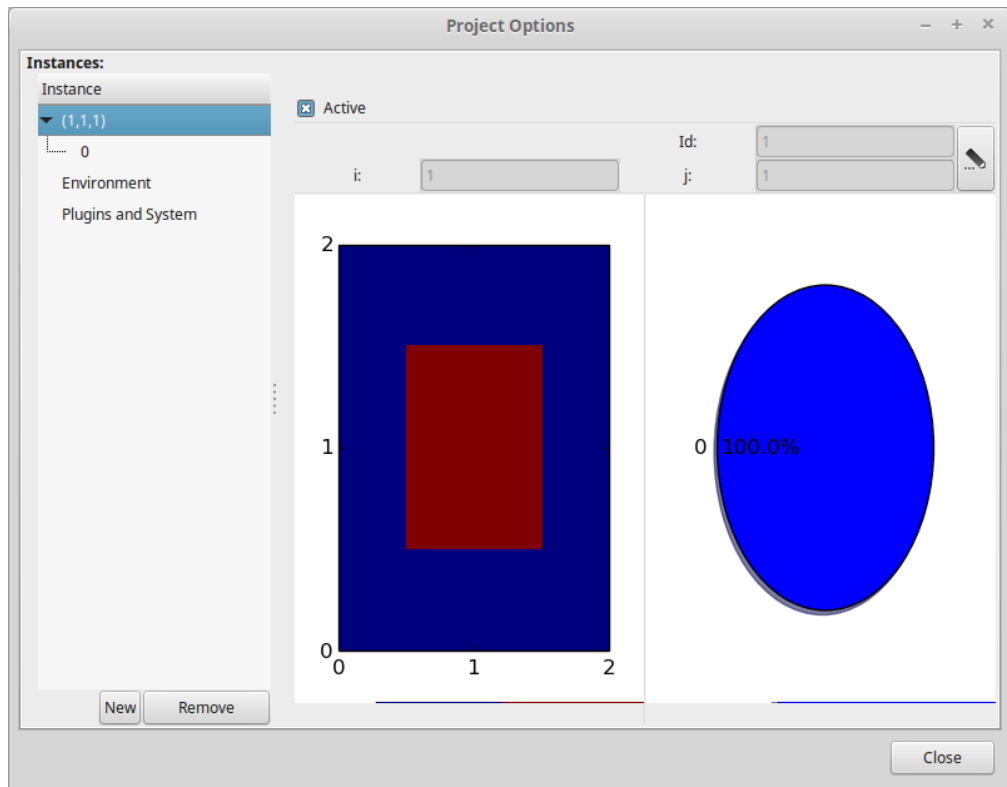 Project Options
Instances:
Instance
Active
(1,1,1)
Id: 1
0
i: 1
j: 1
Environment
Plugins and System
2
1
0
0 1 2
0 100.0%
New Remove
Close